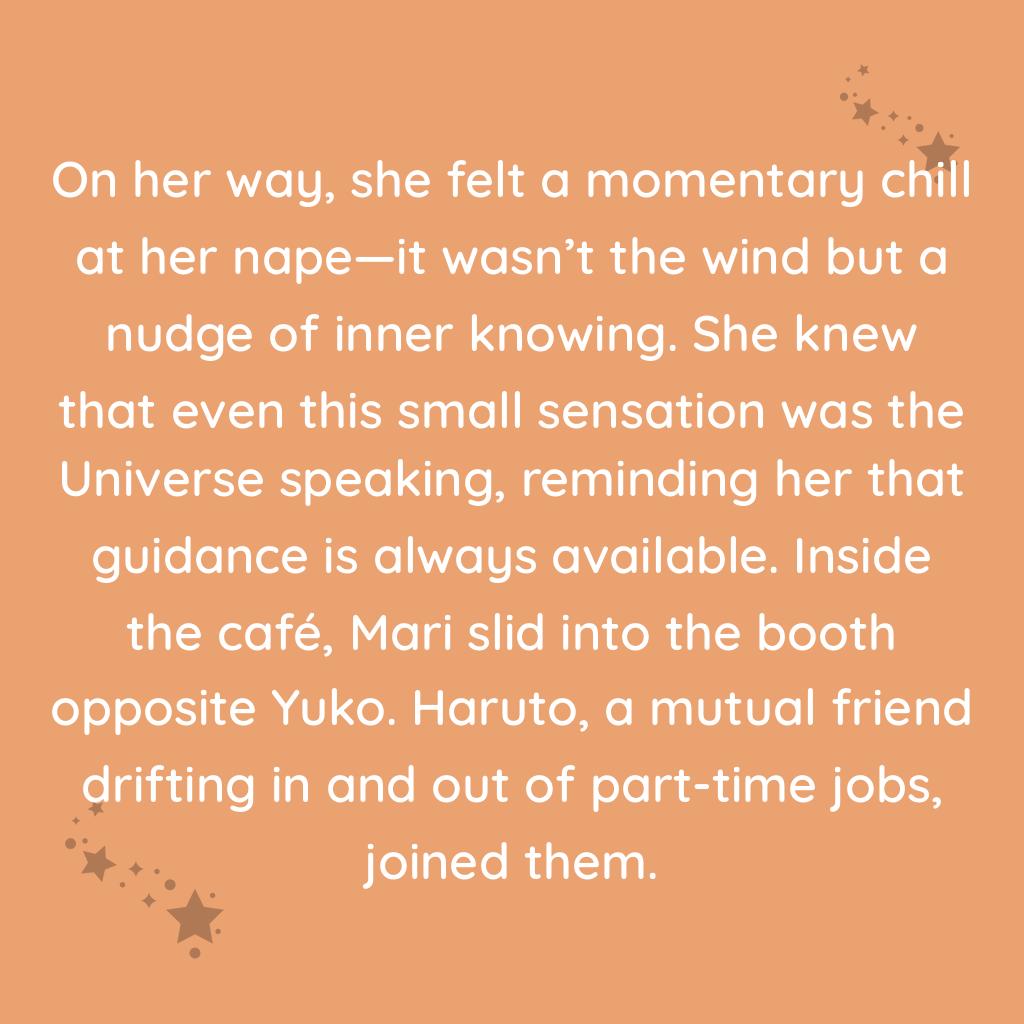 On her way, she felt a momentary chill
at her nape—it wasn’t the wind but a
nudge of inner knowing. She knew
that even this small sensation was the
Universe speaking, reminding her that
guidance is always available. Inside
the café, Mari slid into the booth
opposite Yuko. Haruto, a mutual friend
drifting in and out of part-time jobs,
joined them.